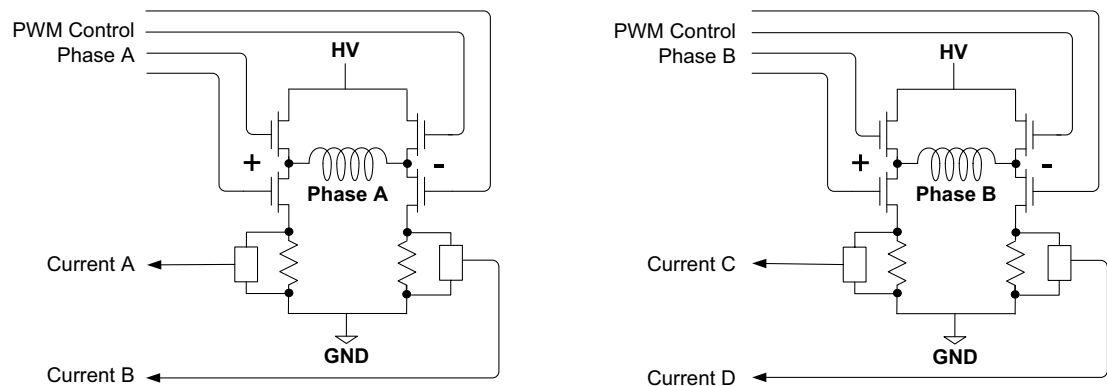 PWM Control
Phase A
HV
+
-
Phase A
Current A
GND
Current B
PWM Control
Phase B
HV
+
-
Phase B
Current C
GND
Current D